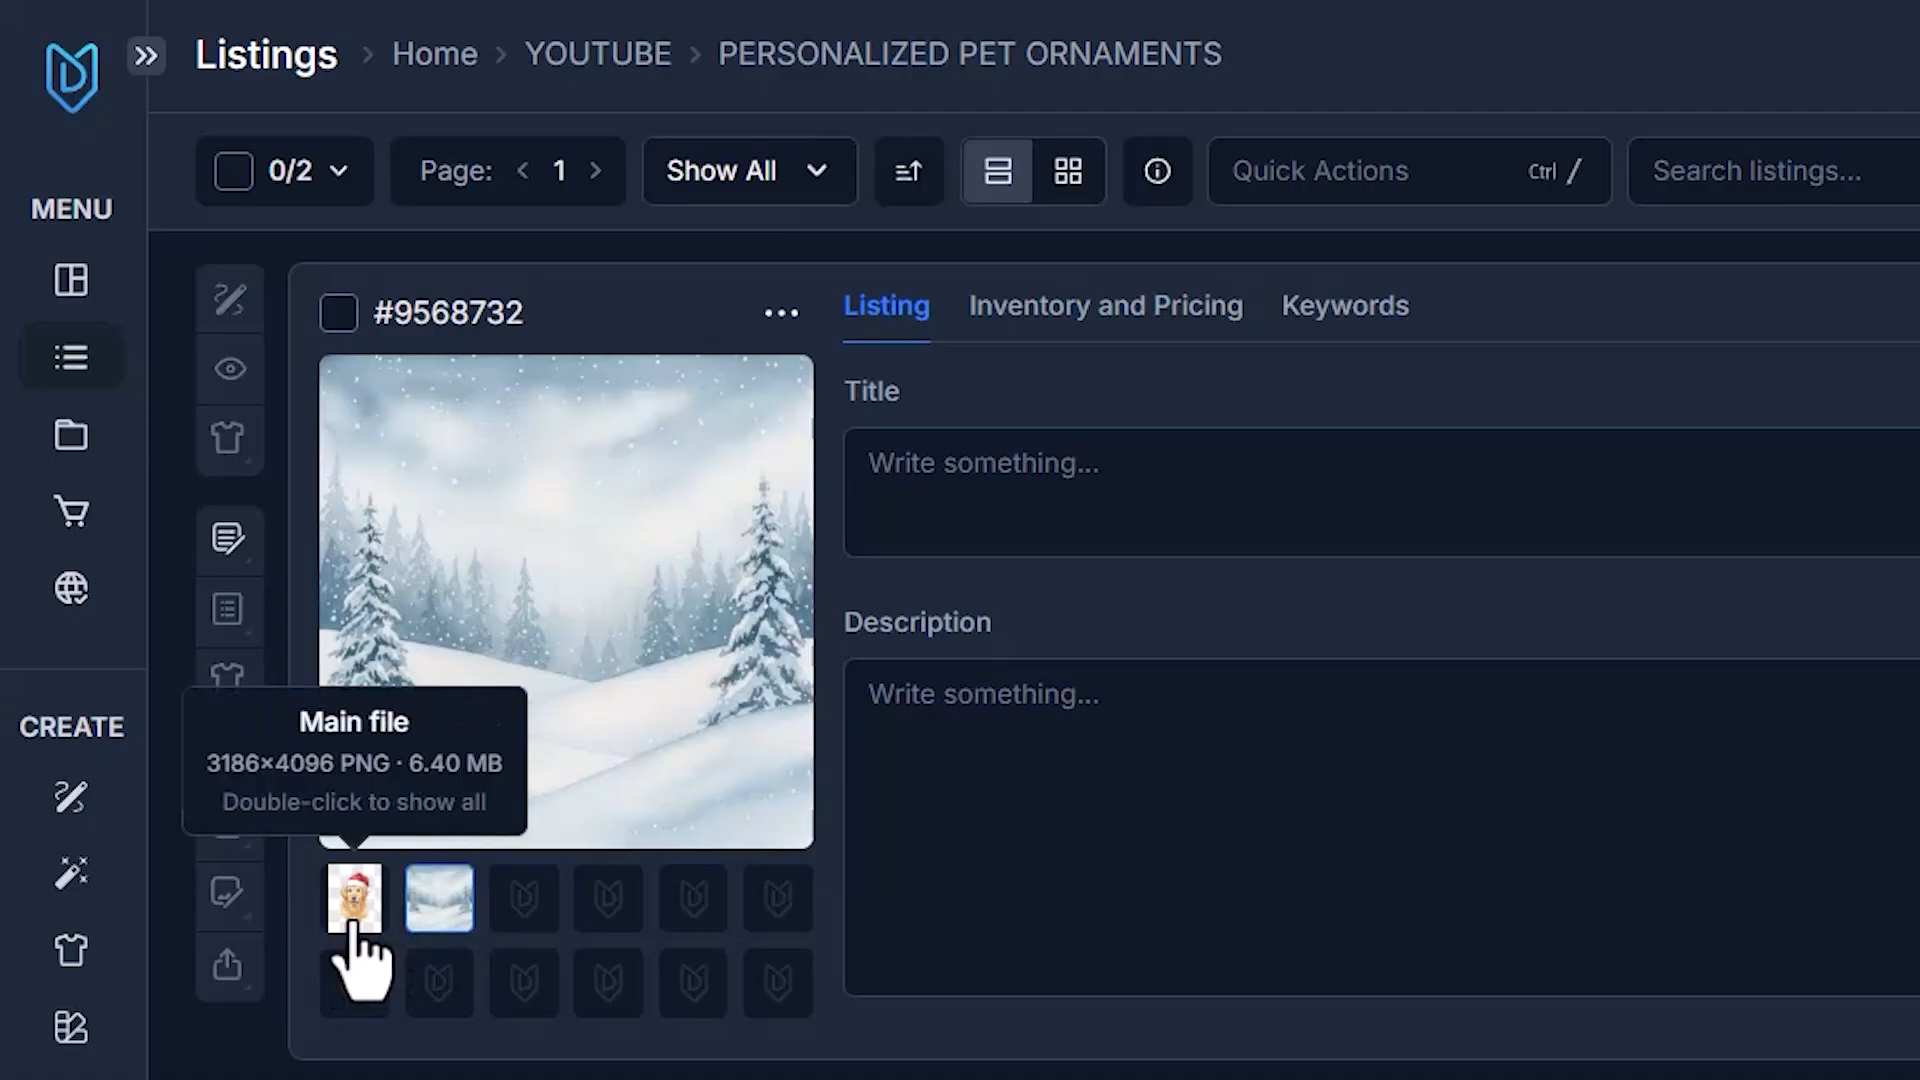 Listings > Home > YOUTUBE > PERSONALIZED PET ORNAMENTS
MENU
CREATE
0/2
Page: < 1 >
Show All
Quick Actions Ctrl /
Search listings...
#9568732
Listing Inventory and Pricing Keywords
Title
Write something...
Description
Write something...
Main file
3186×4096 PNG · 6.40 MB
Double-click to show all